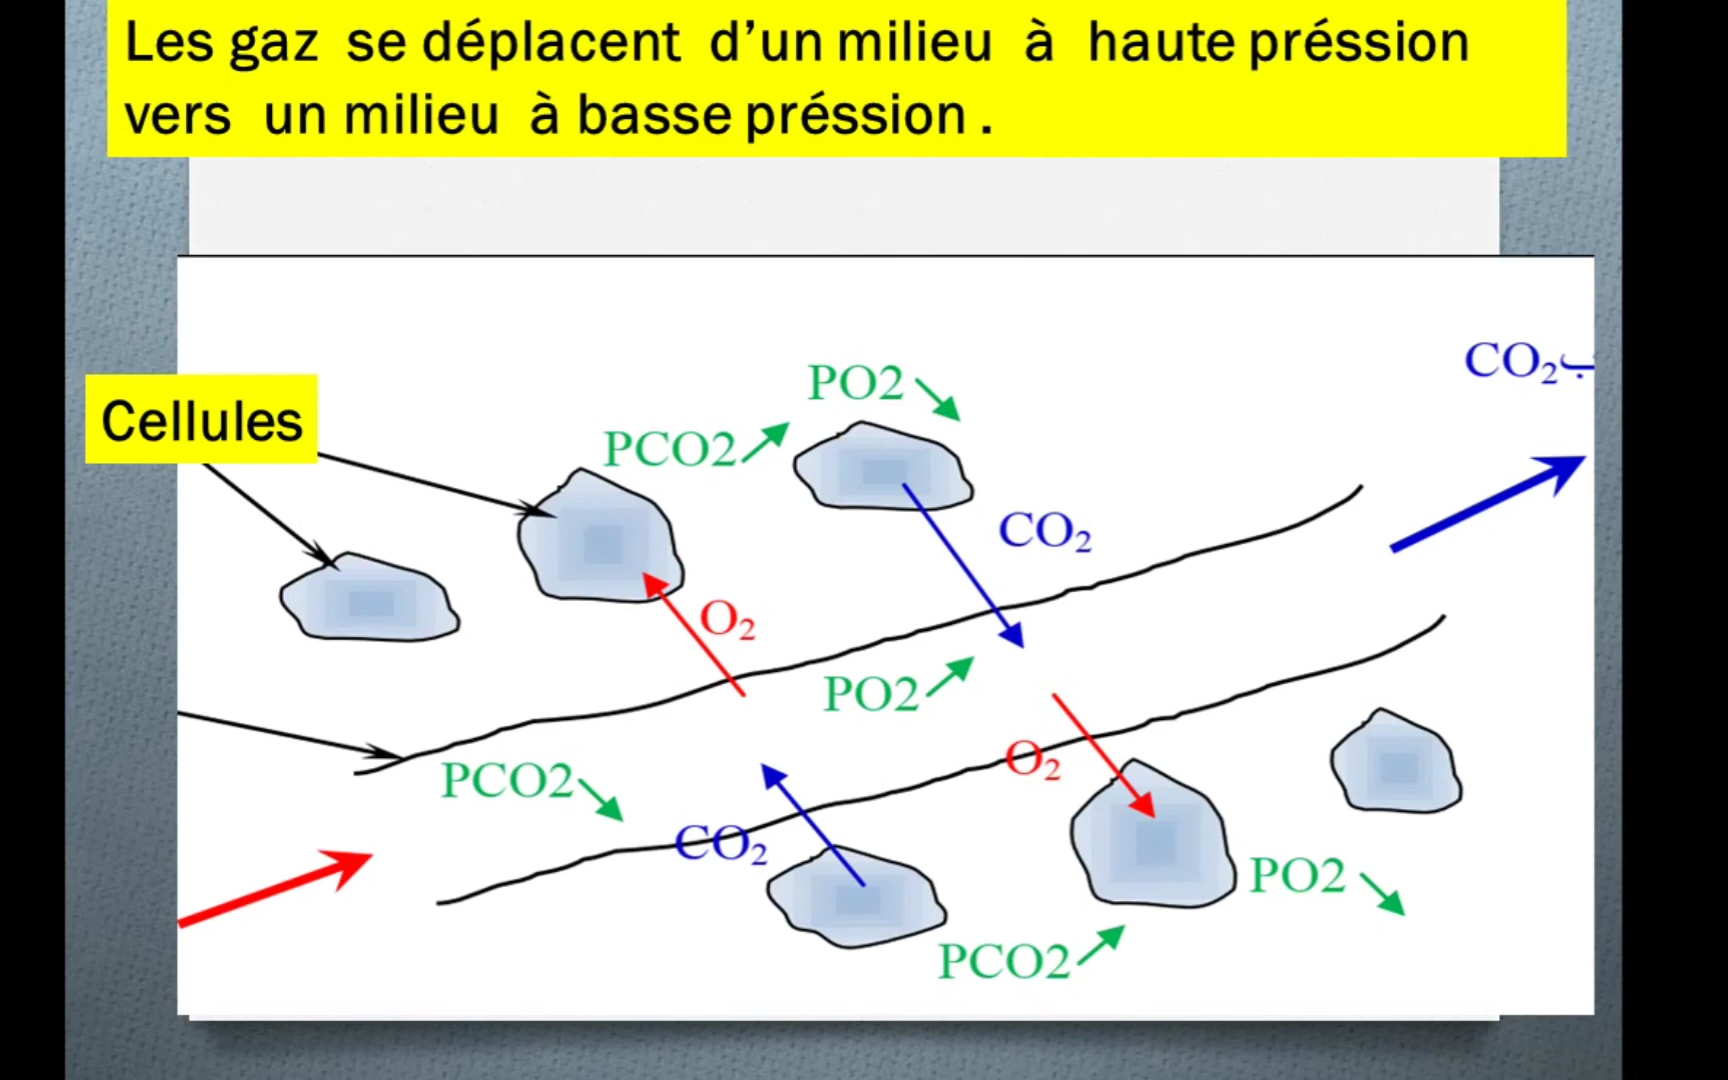 Les gaz se déplacent d’un milieu à haute préssion
vers un milieu à basse préssion .
CO₂ب
PO2
Cellules
PCO2
CO₂
O₂
PO2
O₂
PCO2
CO₂
PO2
PCO2